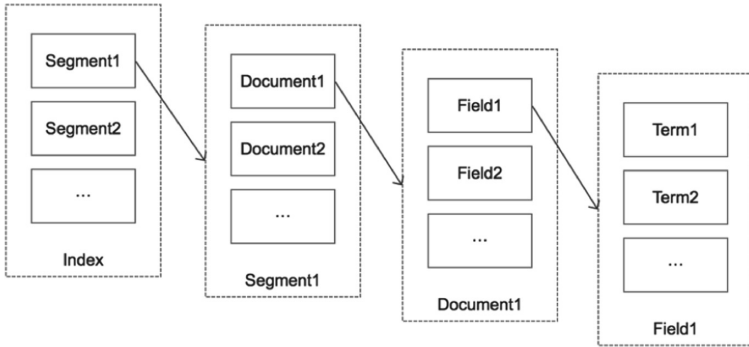 Segment1
Segment2
...
Index
Document1
Document2
...
Segment1
Field1
Field2
...
Document1
Term1
Term2
...
Field1